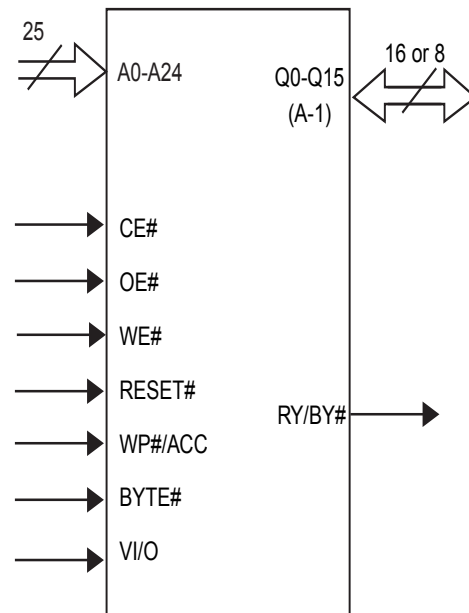 25
A0-A24
Q0-Q15
(A-1)
16 or 8
CE#
OE#
WE#
RESET#
WP#/ACC
BYTE#
VI/O
RY/BY#